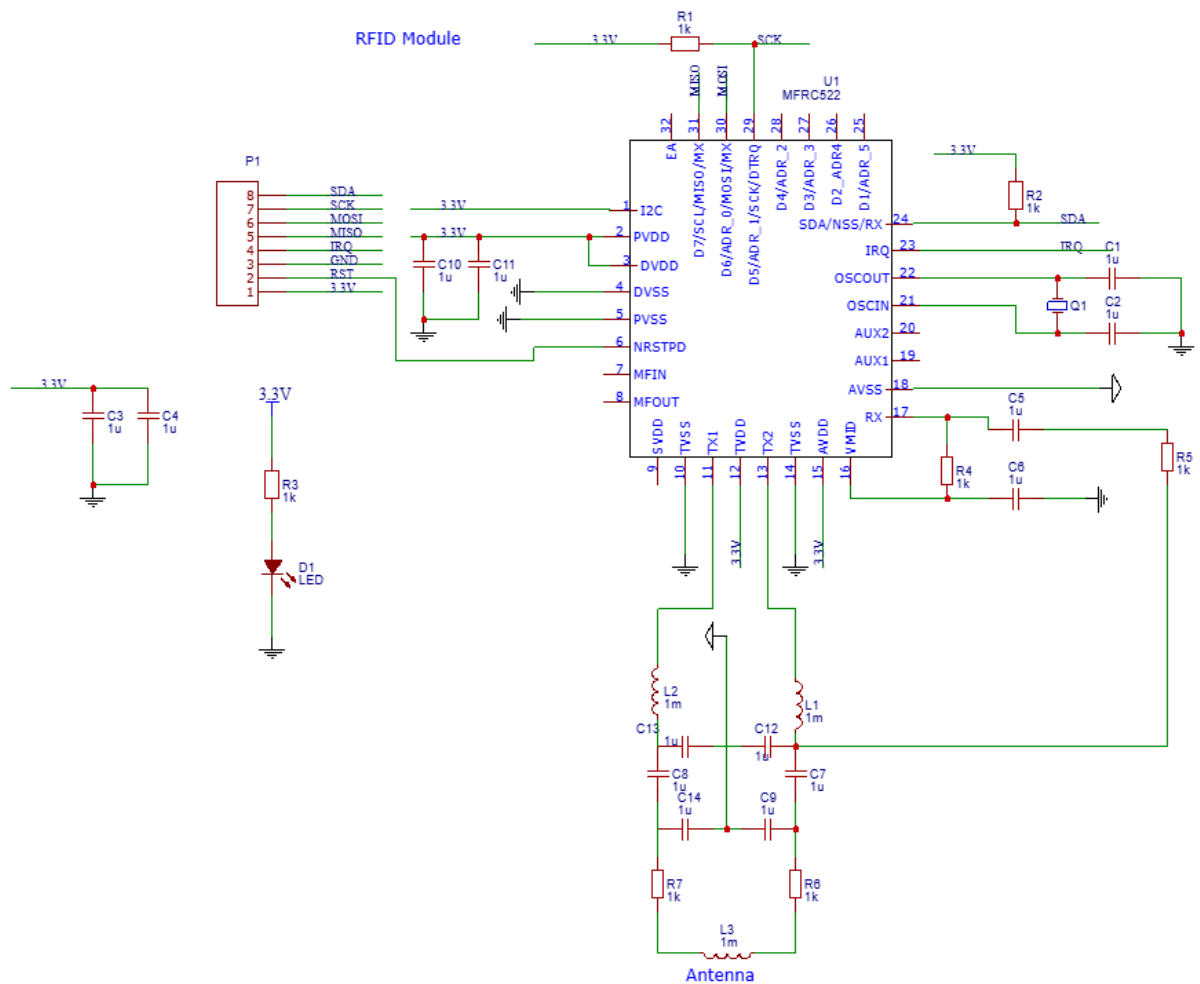 RFID Module
3.3V
R1
1k
SCK
MISO
MOSI
U1
MFRC522
32
31
30
29
28
27
26
25
EA
D7/SCL/MISO/MX
D6/ADR_0/MOSI/MX
D5/ADR_1/SCK/DTRQ
D4/ADR_2
D3/ADR_3
D2_ADR4
D1/ADR_5
P1
8 SDA
7 SCK
6 MOSI
5 MISO
4 IRQ
3 GND
2 RST
1 3.3V
3.3V
3.3V
C10
1u
C11
1u
1 I2C
2 PVDD
3 DVDD
4 DVSS
5 PVSS
6 NRSTPD
7 MFIN
8 MFOUT
3.3V
R2
1k
SDA/NSS/RX 24 SDA
IRQ 23 IRQ
OSCOUT 22
OSCIN 21
AUX2 20
AUX1 19
AVSS 18
RX 17
C1
1u
Q1
C2
1u
3.3V
C3
1u
C4
1u
3.3V
R3
1k
D1
LED
SVDD
TVSS
TX1
TVDD
TX2
TVSS
AVDD
VMID
9
10
11
12
13
14
15
16
3.3V
3.3V
C5
1u
R4
1k
C6
1u
R5
1k
L2
1m
L1
1m
C13
1u
C12
1u
C8
1u
C7
1u
C14
1u
C9
1u
R7
1k
R6
1k
L3
1m
Antenna